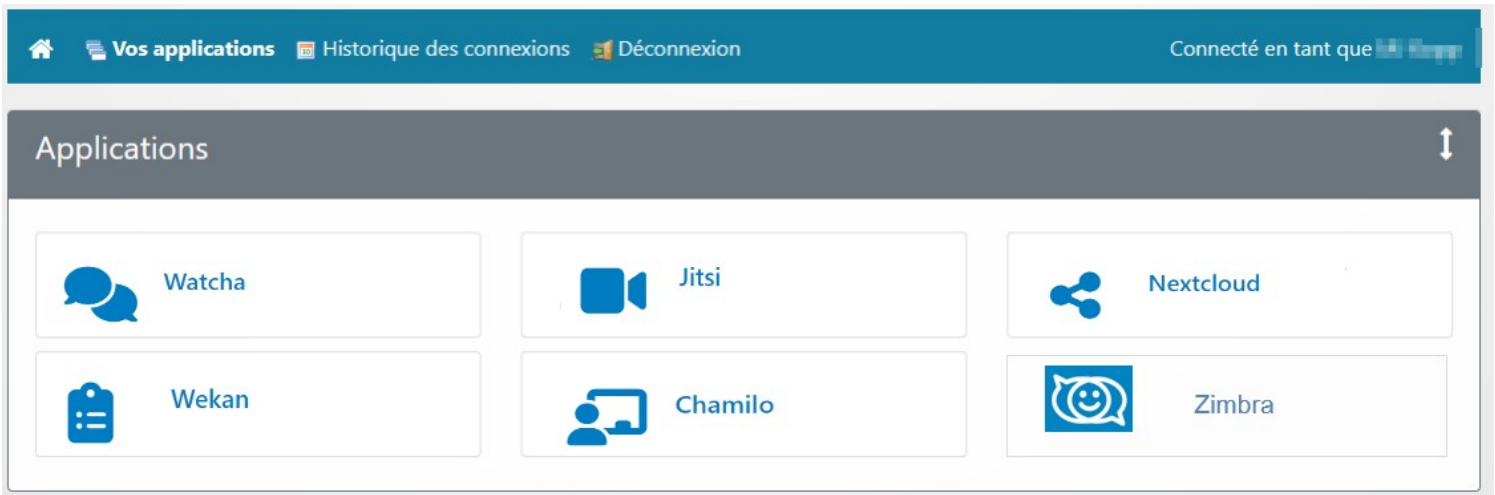 Vos applications Historique des connexions Déconnexion Connecté en tant que
Applications
Watcha Jitsi Nextcloud
Wekan Chamilo Zimbra